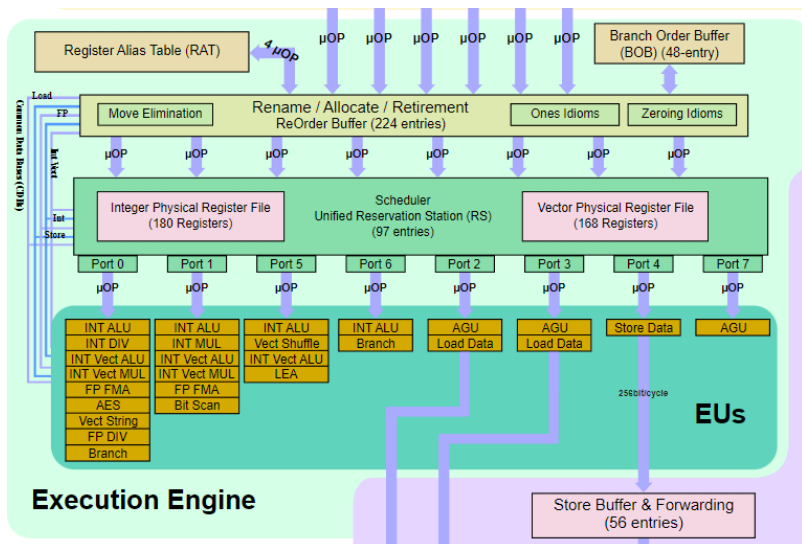 Register Alias Table (RAT)
4 µOP
µOP
µOP
µOP
µOP
µOP
µOP
Branch Order Buffer
(BOB) (48-entry)
Common Data Buses (CDBs)
Load
FP
Int Vect
Int
Store
Move Elimination
Rename / Allocate / Retirement
ReOrder Buffer (224 entries)
Ones Idioms
Zeroing Idioms
µOP
µOP
µOP
µOP
µOP
µOP
µOP
µOP
Integer Physical Register File
(180 Registers)
Scheduler
Unified Reservation Station (RS)
(97 entries)
Vector Physical Register File
(168 Registers)
Port 0
Port 1
Port 5
Port 6
Port 2
Port 3
Port 4
Port 7
µOP
µOP
µOP
µOP
µOP
µOP
µOP
µOP
INT ALU
INT DIV
INT Vect ALU
INT Vect MUL
FP FMA
AES
Vect String
FP DIV
Branch
INT ALU
INT MUL
INT Vect ALU
INT Vect MUL
FP FMA
Bit Scan
INT ALU
Vect Shuffle
INT Vect ALU
LEA
INT ALU
Branch
AGU
Load Data
AGU
Load Data
Store Data
AGU
256bit/cycle
EUs
Execution Engine
Store Buffer & Forwarding
(56 entries)